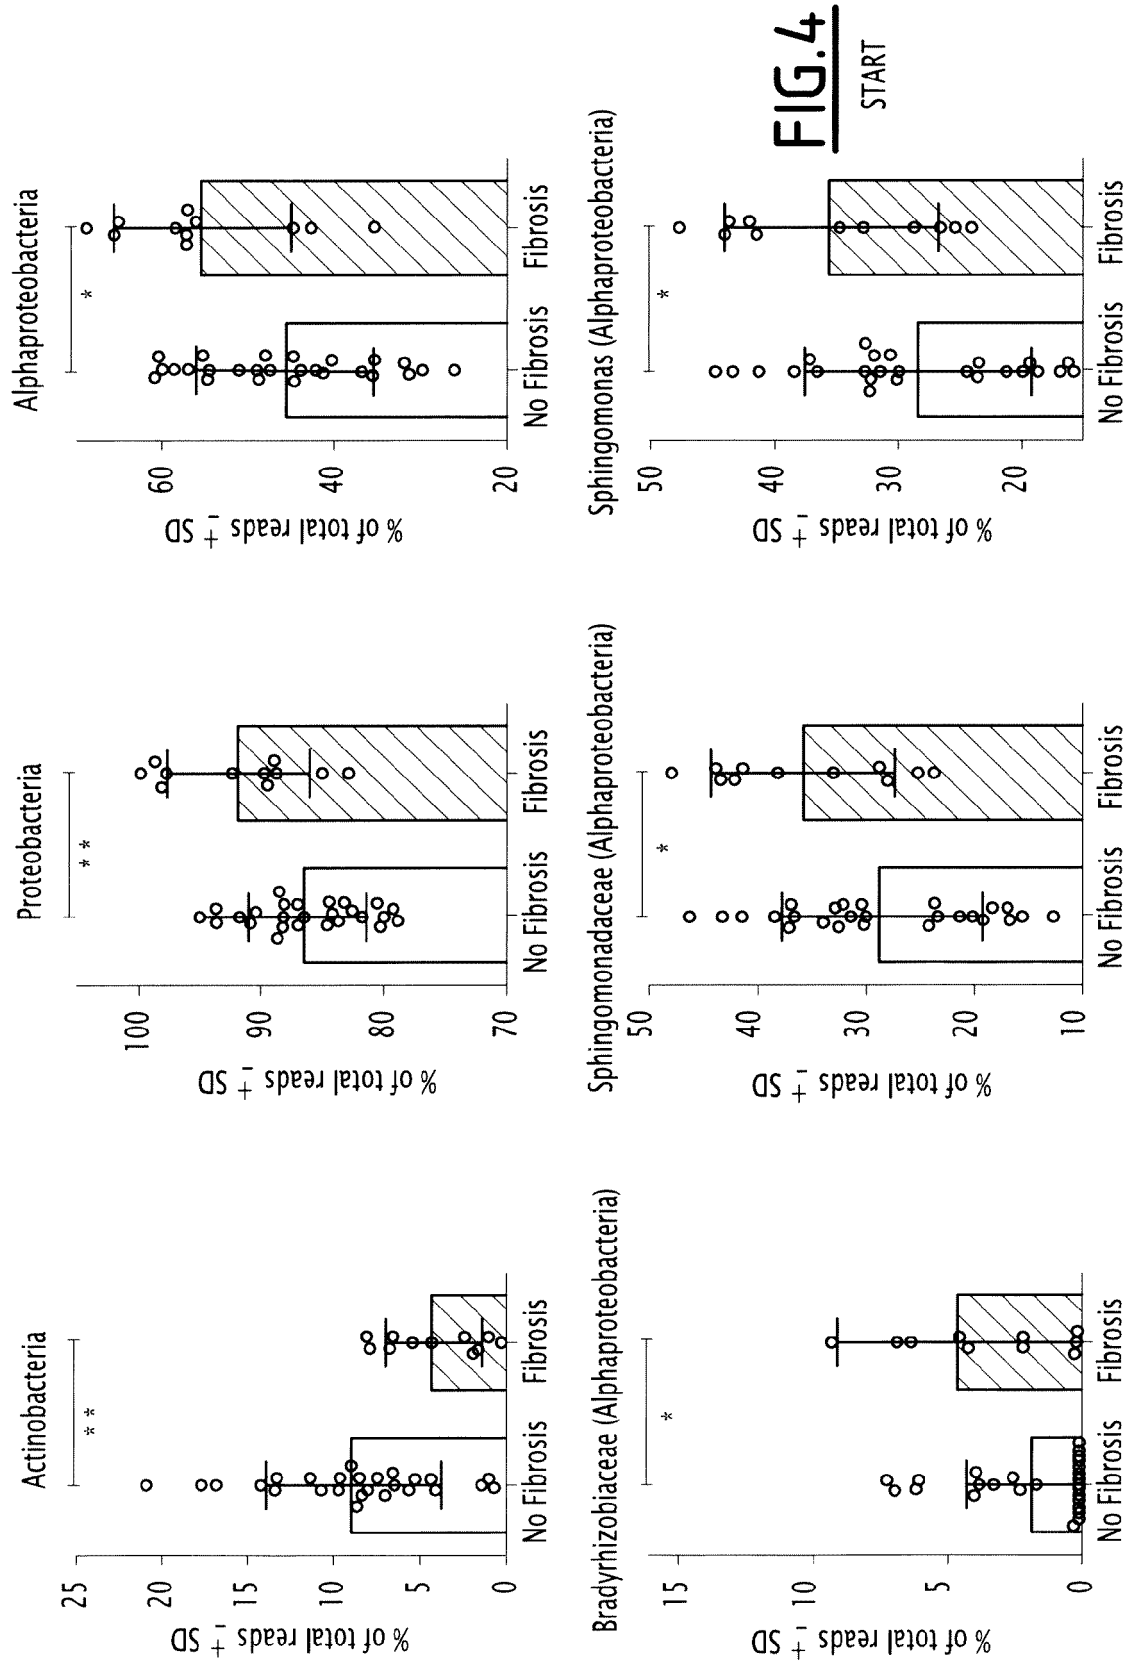 Actinobacteria
**
% of total reads ± SD
25
20
15
10
5
0
No Fibrosis
Fibrosis
Proteobacteria
**
% of total reads ± SD
100
90
80
70
No Fibrosis
Fibrosis
Alphaproteobacteria
*
% of total reads ± SD
60
40
20
No Fibrosis
Fibrosis
Bradyrhizobiaceae (Alphaproteobacteria)
*
% of total reads ± SD
15
10
5
0
No Fibrosis
Fibrosis
Sphingomonadaceae (Alphaproteobacteria)
*
% of total reads ± SD
50
40
30
20
10
No Fibrosis
Fibrosis
Sphingomonas (Alphaproteobacteria)
*
% of total reads ± SD
50
40
30
20
No Fibrosis
Fibrosis
FIG.4
START